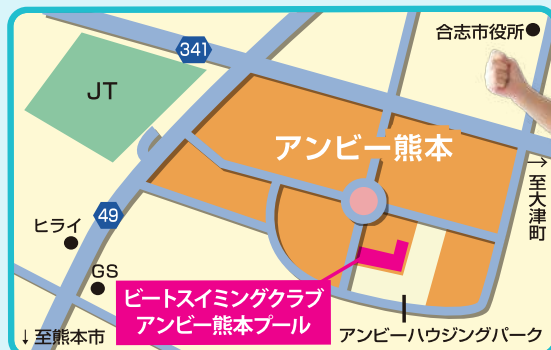 合志市役所
341
JT
アンビー熊本
→至大津町
49
ヒライ
GS
ビートスイミングクラブ
アンビー熊本プール
↓至熊本市
アンビーハウジングパーク